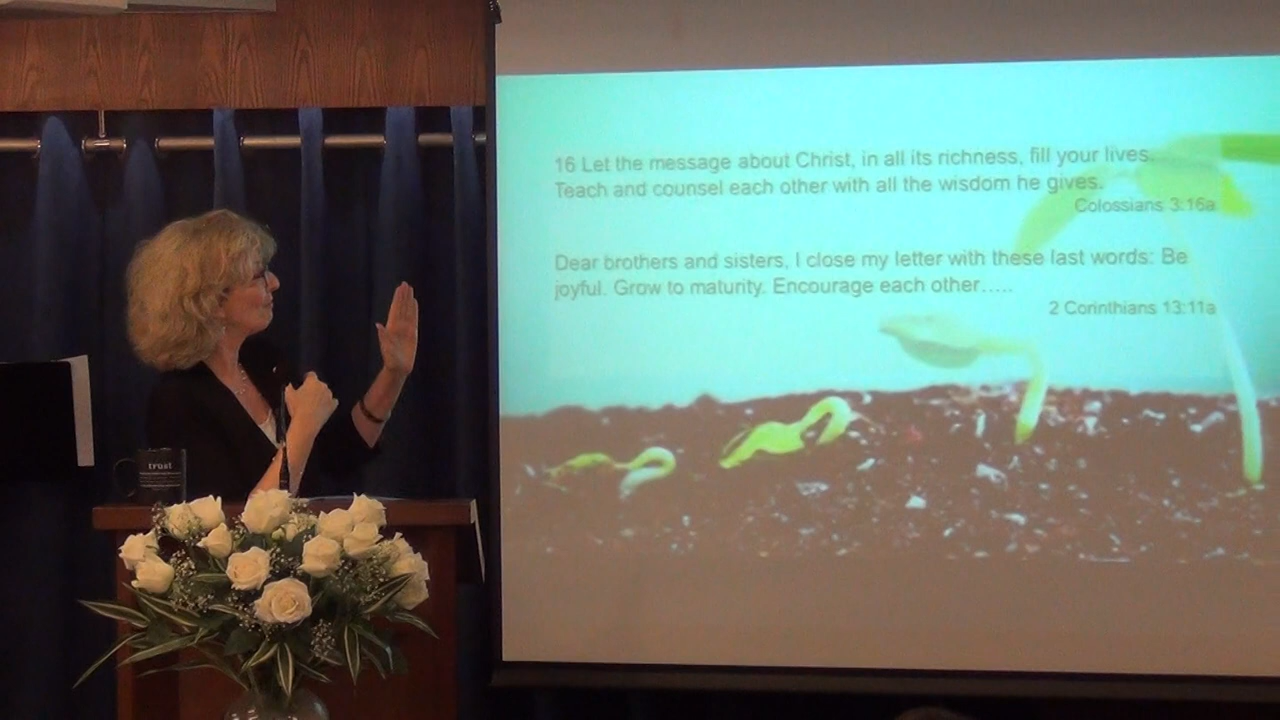 16 Let the message about Christ, in all its richness, fill your lives.
Teach and counsel each other with all the wisdom he gives.
Colossians 3:16a
Dear brothers and sisters, I close my letter with these last words: Be
joyful. Grow to maturity. Encourage each other.....
2 Corinthians 13:11a
trust